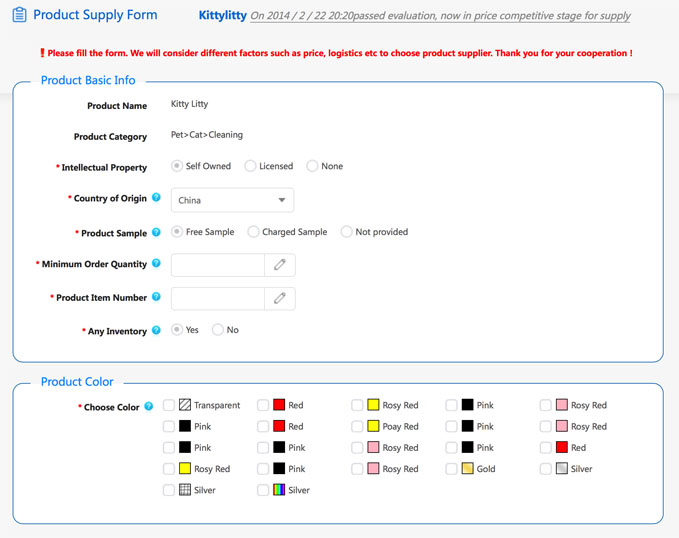 Product Supply Form Kittylitty On 2014 / 2 / 22 20:20passed evaluation, now in price competitive stage for supply
! Please fill the form. We will consider different factors such as price, logistics etc to choose product supplier. Thank you for your cooperation !
Product Basic Info
Product Name Kitty Litty
Product Category Pet>Cat>Cleaning
* Intellectual Property Self Owned Licensed None
* Country of Origin ? China
* Product Sample ? Free Sample Charged Sample Not provided
* Minimum Order Quantity ?
* Product Item Number ?
* Any Inventory ? Yes No
Product Color
* Choose Color ? Transparent Red Rosy Red Pink Rosy Red
Pink Red Poay Red Pink Rosy Red
Pink Pink Rosy Red Pink Red
Rosy Red Pink Rosy Red Gold Silver
Silver Silver